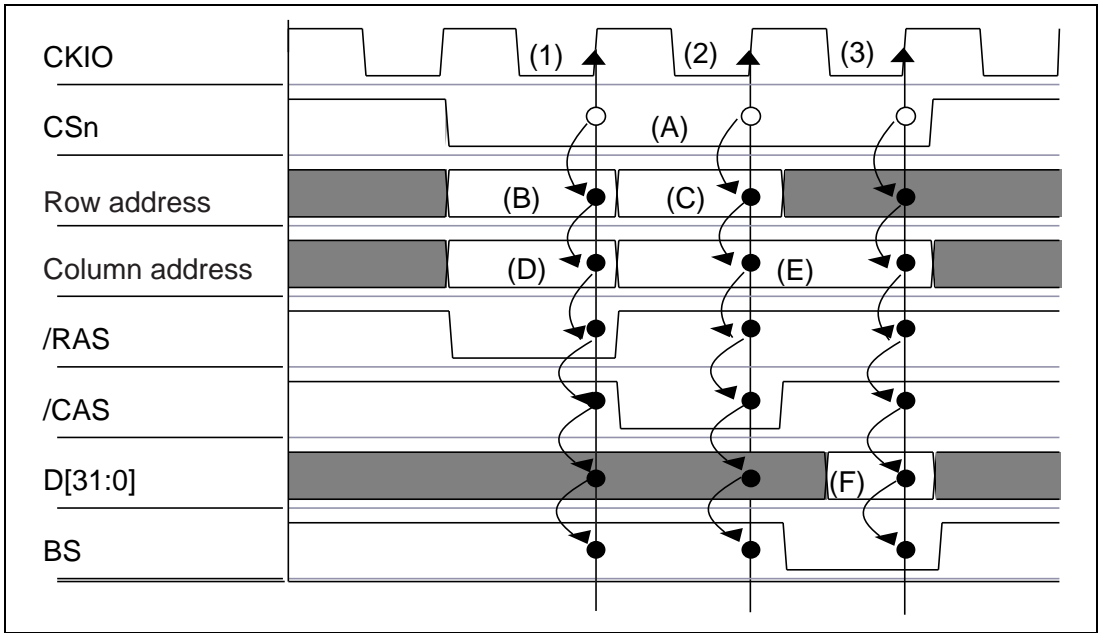 CKIO (1) (2) (3)
CSn (A)
Row address (B) (C)
Column address (D) (E)
/RAS
/CAS
D[31:0] (F)
BS